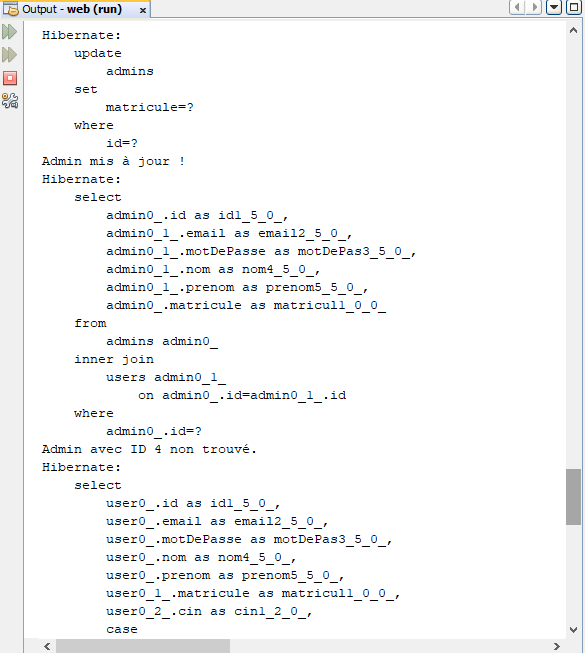 Output - web (run)
Hibernate:
    update
        admins
    set
        matricule=?
    where
        id=?
Admin mis à jour !
Hibernate:
    select
        admin0_.id as id1_5_0_,
        admin0_1_.email as email2_5_0_,
        admin0_1_.motDePasse as motDePas3_5_0_,
        admin0_1_.nom as nom4_5_0_,
        admin0_1_.prenom as prenom5_5_0_,
        admin0_.matricule as matricul1_0_0_
    from
        admins admin0_
    inner join
        users admin0_1_
            on admin0_.id=admin0_1_.id
    where
        admin0_.id=?
Admin avec ID 4 non trouvé.
Hibernate:
    select
        user0_.id as id1_5_0_,
        user0_.email as email2_5_0_,
        user0_.motDePasse as motDePas3_5_0_,
        user0_.nom as nom4_5_0_,
        user0_.prenom as prenom5_5_0_,
        user0_1_.matricule as matricul1_0_0_,
        user0_2_.cin as cin1_2_0_,
        case